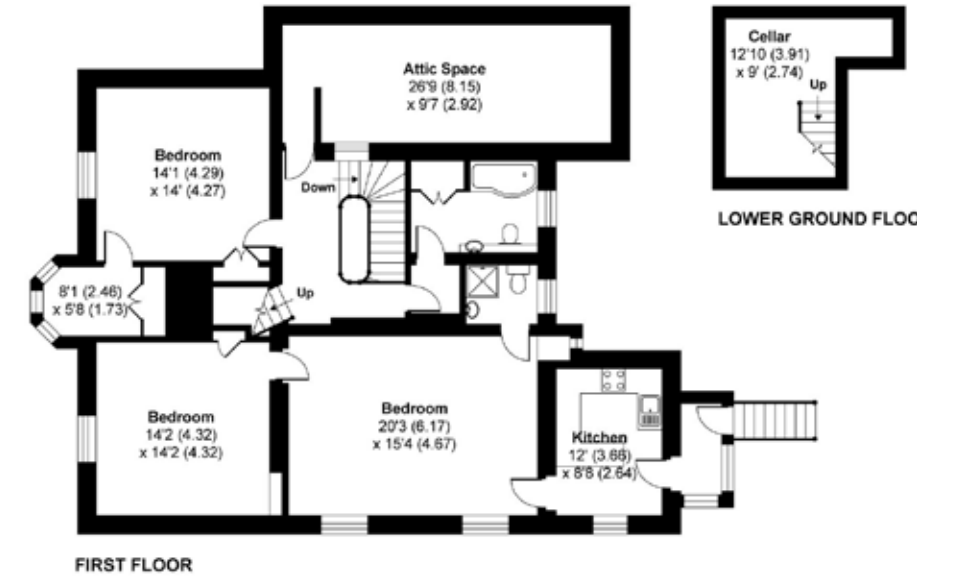 Attic Space
26'9 (8.15)
x 9'7 (2.92)
Cellar
12'10 (3.91)
x 9' (2.74)
Up
Bedroom
14'1 (4.29)
x 14' (4.27)
Down
LOWER GROUND FLOO
8'1 (2.46)
x 5'8 (1.73)
Up
Bedroom
14'2 (4.32)
x 14'2 (4.32)
Bedroom
20'3 (6.17)
x 15'4 (4.67)
Kitchen
12' (3.66)
x 8'8 (2.64)
FIRST FLOOR